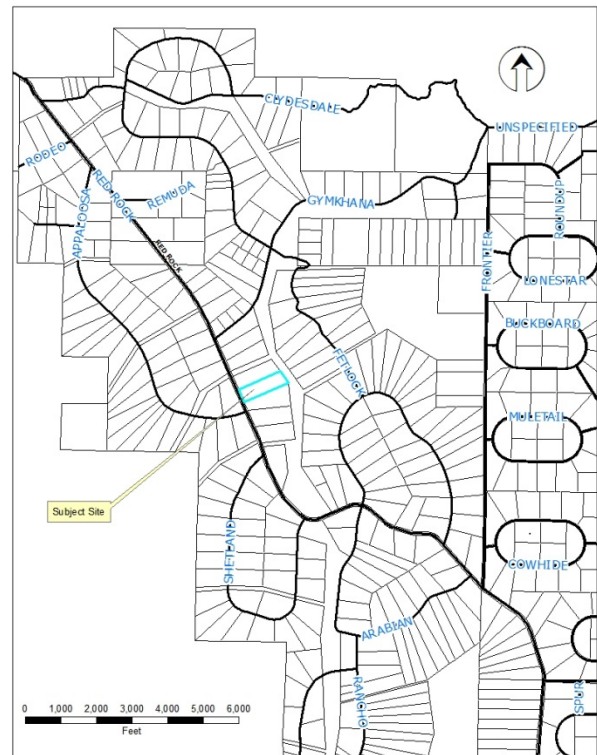 CLYDESDALE
UNSPECIFIED
RODEO
RED ROCK
REMUDA
GYMKHANA
ROUNDUP
APPALOOSA
RED ROCK
FRONTIER
LONESTAR
BUCKBOARD
FETLOCK
MULETAIL
Subject Site
SHETLAND
COWHIDE
ARABIAN
RANCHO
SPUR
0 1,000 2,000 3,000 4,000 5,000 6,000
Feet